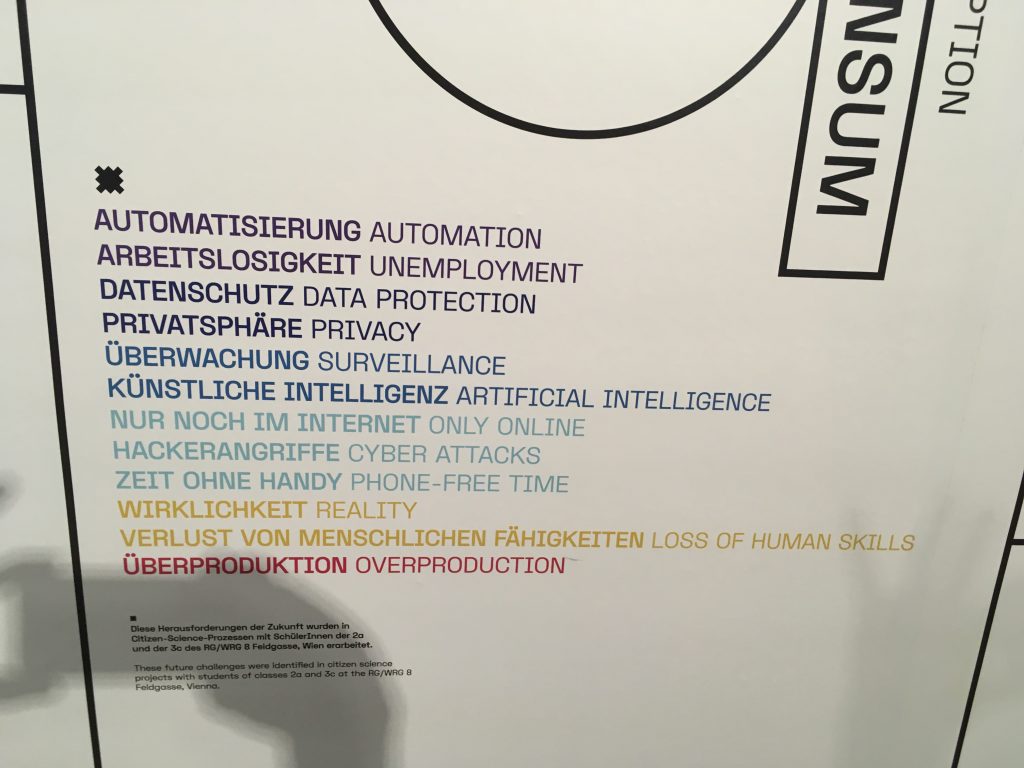 NSUM
PTION
AUTOMATISIERUNG AUTOMATION
ARBEITSLOSIGKEIT UNEMPLOYMENT
DATENSCHUTZ DATA PROTECTION
PRIVATSPHÄRE PRIVACY
ÜBERWACHUNG SURVEILLANCE
KÜNSTLICHE INTELLIGENZ ARTIFICIAL INTELLIGENCE
NUR NOCH IM INTERNET ONLY ONLINE
HACKERANGRIFFE CYBER ATTACKS
ZEIT OHNE HANDY PHONE-FREE TIME
WIRKLICHKEIT REALITY
VERLUST VON MENSCHLICHEN FÄHIGKEITEN LOSS OF HUMAN SKILLS
ÜBERPRODUKTION OVERPRODUCTION
Diese Herausforderungen der Zukunft wurden in
Citizen-Science-Prozessen mit SchülerInnen der 2a
und der 3c des RG/WRG 8 Feldgasse, Wien erarbeitet.
These future challenges were identified in citizen science
projects with students of classes 2a and 3c at the RG/WRG 8
Feldgasse, Vienna.